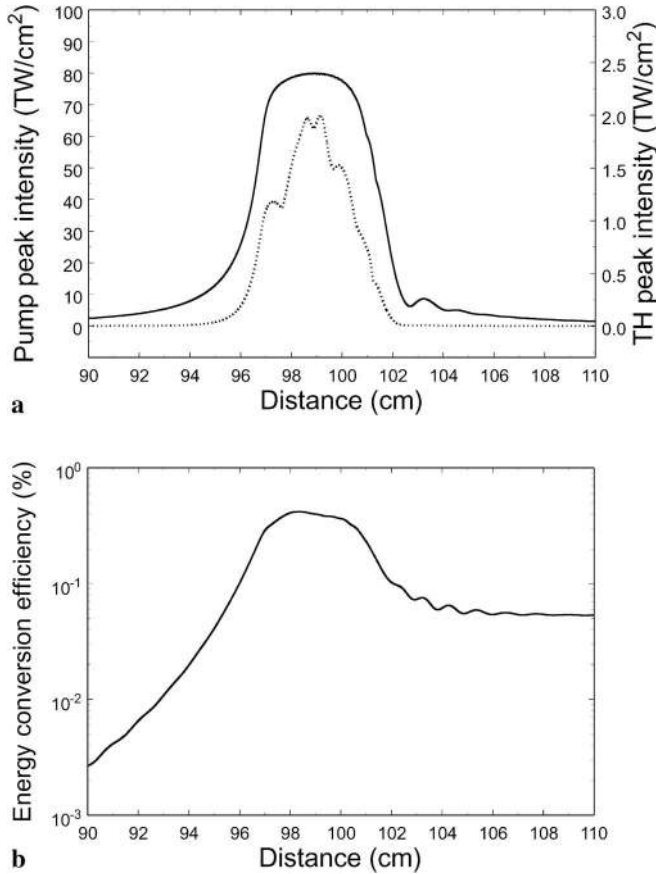 Pump peak intensity (TW/cm²)
100
90
80
70
60
50
40
30
20
10
0
3.0
2.5
2.0
1.5
1.0
0.5
0.0
TH peak intensity (TW/cm²)
90 92 94 96 98 100 102 104 106 108 110
Distance (cm)
a
Energy conversion efficiency (%)
10⁰
10⁻¹
10⁻²
10⁻³
90 92 94 96 98 100 102 104 106 108 110
Distance (cm)
b